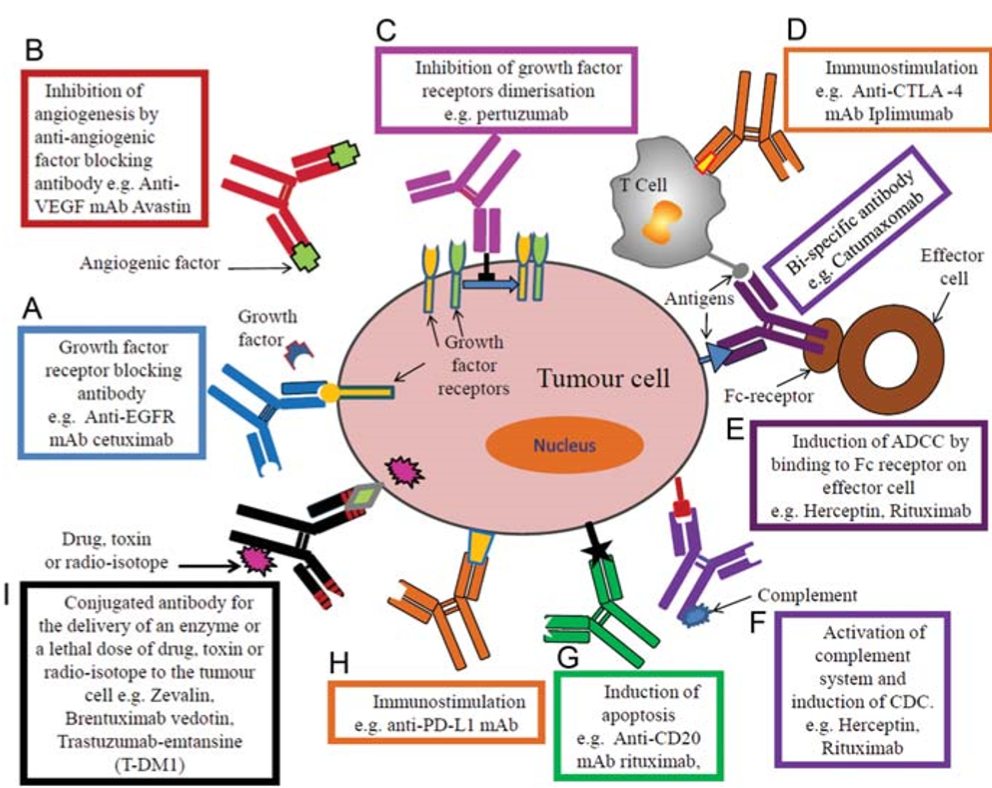 B
Inhibition of
angiogenesis by
anti-angiogenic
factor blocking
antibody e.g. Anti-
VEGF mAb Avastin
Angiogenic factor
C
Inhibition of growth factor
receptors dimerisation
e.g. pertuzumab
D
Immunostimulation
e.g. Anti-CTLA -4
mAb Iplimumab
T Cell
Bi-specific antibody
e.g. Catumaxomab
Effector
cell
Antigens
Fc-receptor
A
Growth factor
receptor blocking
antibody
e.g. Anti-EGFR
mAb cetuximab
Growth
factor
Growth
factor
receptors
Tumour cell
Nucleus
E
Induction of ADCC by
binding to Fc receptor on
effector cell
e.g. Herceptin, Rituximab
Drug, toxin
or radio-isotope
I
Conjugated antibody for
the delivery of an enzyme or
a lethal dose of drug, toxin or
radio-isotope to the tumour
cell e.g. Zevalin,
Brentuximab vedotin,
Trastuzumab-emtansine
(T-DM1)
H
Immunostimulation
e.g. anti-PD-L1 mAb
G
Induction of
apoptosis
e.g. Anti-CD20
mAb rituximab,
Complement
F
Activation of
complement
system and
induction of CDC.
e.g. Herceptin,
Rituximab